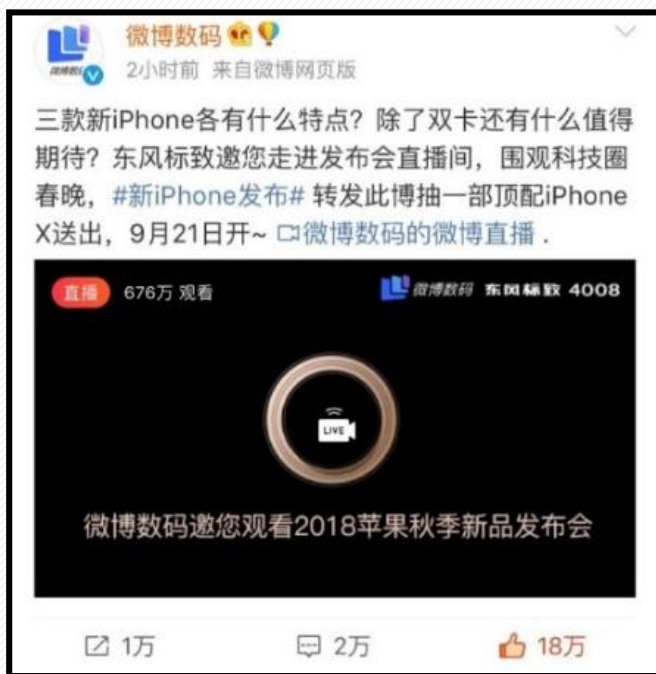 微博数码
2小时前 来自微博网页版
三款新iPhone各有什么特点？除了双卡还有什么值得
期待？东风标致邀您走进发布会直播间，围观科技圈
春晚，#新iPhone发布# 转发此博抽一部顶配iPhone
X送出，9月21日开~ 微博数码的微博直播 .
直播 676万 观看 微博数码 东风标致 4008
LIVE
微博数码邀您观看2018苹果秋季新品发布会
1万 2万 18万